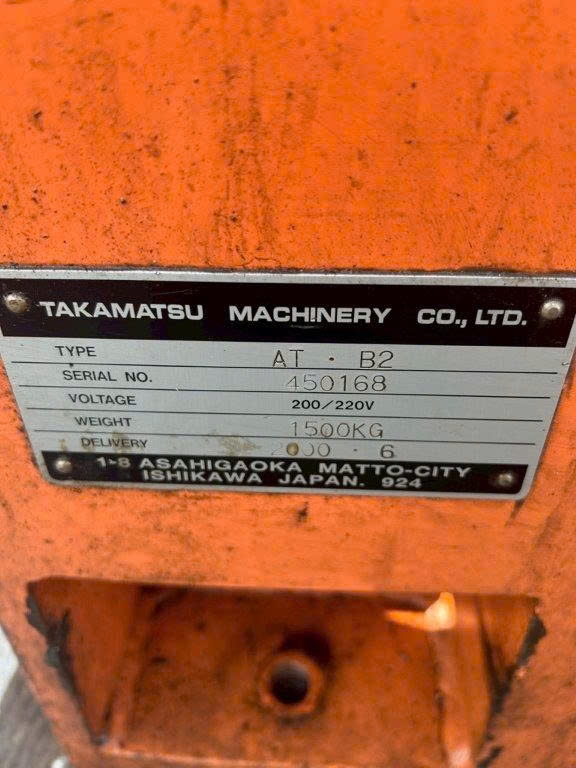 TAKAMATSU MACHINERY CO., LTD.
TYPE AT · B2
SERIAL NO. 450168
VOLTAGE 200/220V
WEIGHT 1500KG
DELIVERY 2000 · 6
1-8 ASAHIGAOKA MATTO-CITY
ISHIKAWA JAPAN. 924